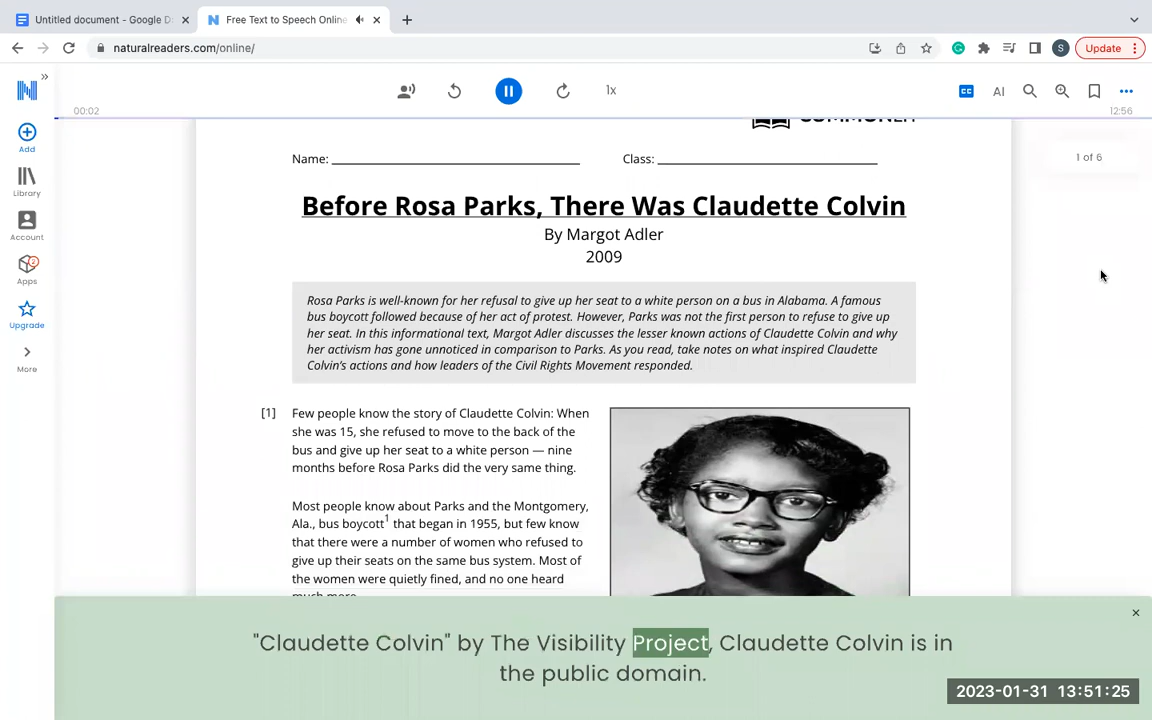 Untitled document - Google D
Free Text to Speech Online
naturalreaders.com/online/
S
Update
1x
CC
AI
00:02
12:56
Add
Library
Account
2
Apps
Upgrade
More
COMMONLIT
1 of 6
Name:
Class:
Before Rosa Parks, There Was Claudette Colvin
By Margot Adler
2009
Rosa Parks is well-known for her refusal to give up her seat to a white person on a bus in Alabama. A famous
bus boycott followed because of her act of protest. However, Parks was not the first person to refuse to give up
her seat. In this informational text, Margot Adler discusses the lesser known actions of Claudette Colvin and why
her activism has gone unnoticed in comparison to Parks. As you read, take notes on what inspired Claudette
Colvin's actions and how leaders of the Civil Rights Movement responded.
[1] Few people know the story of Claudette Colvin: When
she was 15, she refused to move to the back of the
bus and give up her seat to a white person — nine
months before Rosa Parks did the very same thing.
Most people know about Parks and the Montgomery,
Ala., bus boycott1 that began in 1955, but few know
that there were a number of women who refused to
give up their seats on the same bus system. Most of
the women were quietly fined, and no one heard
much more.
"Claudette Colvin" by The Visibility Project, Claudette Colvin is in
the public domain.
2023-01-31 13:51:25